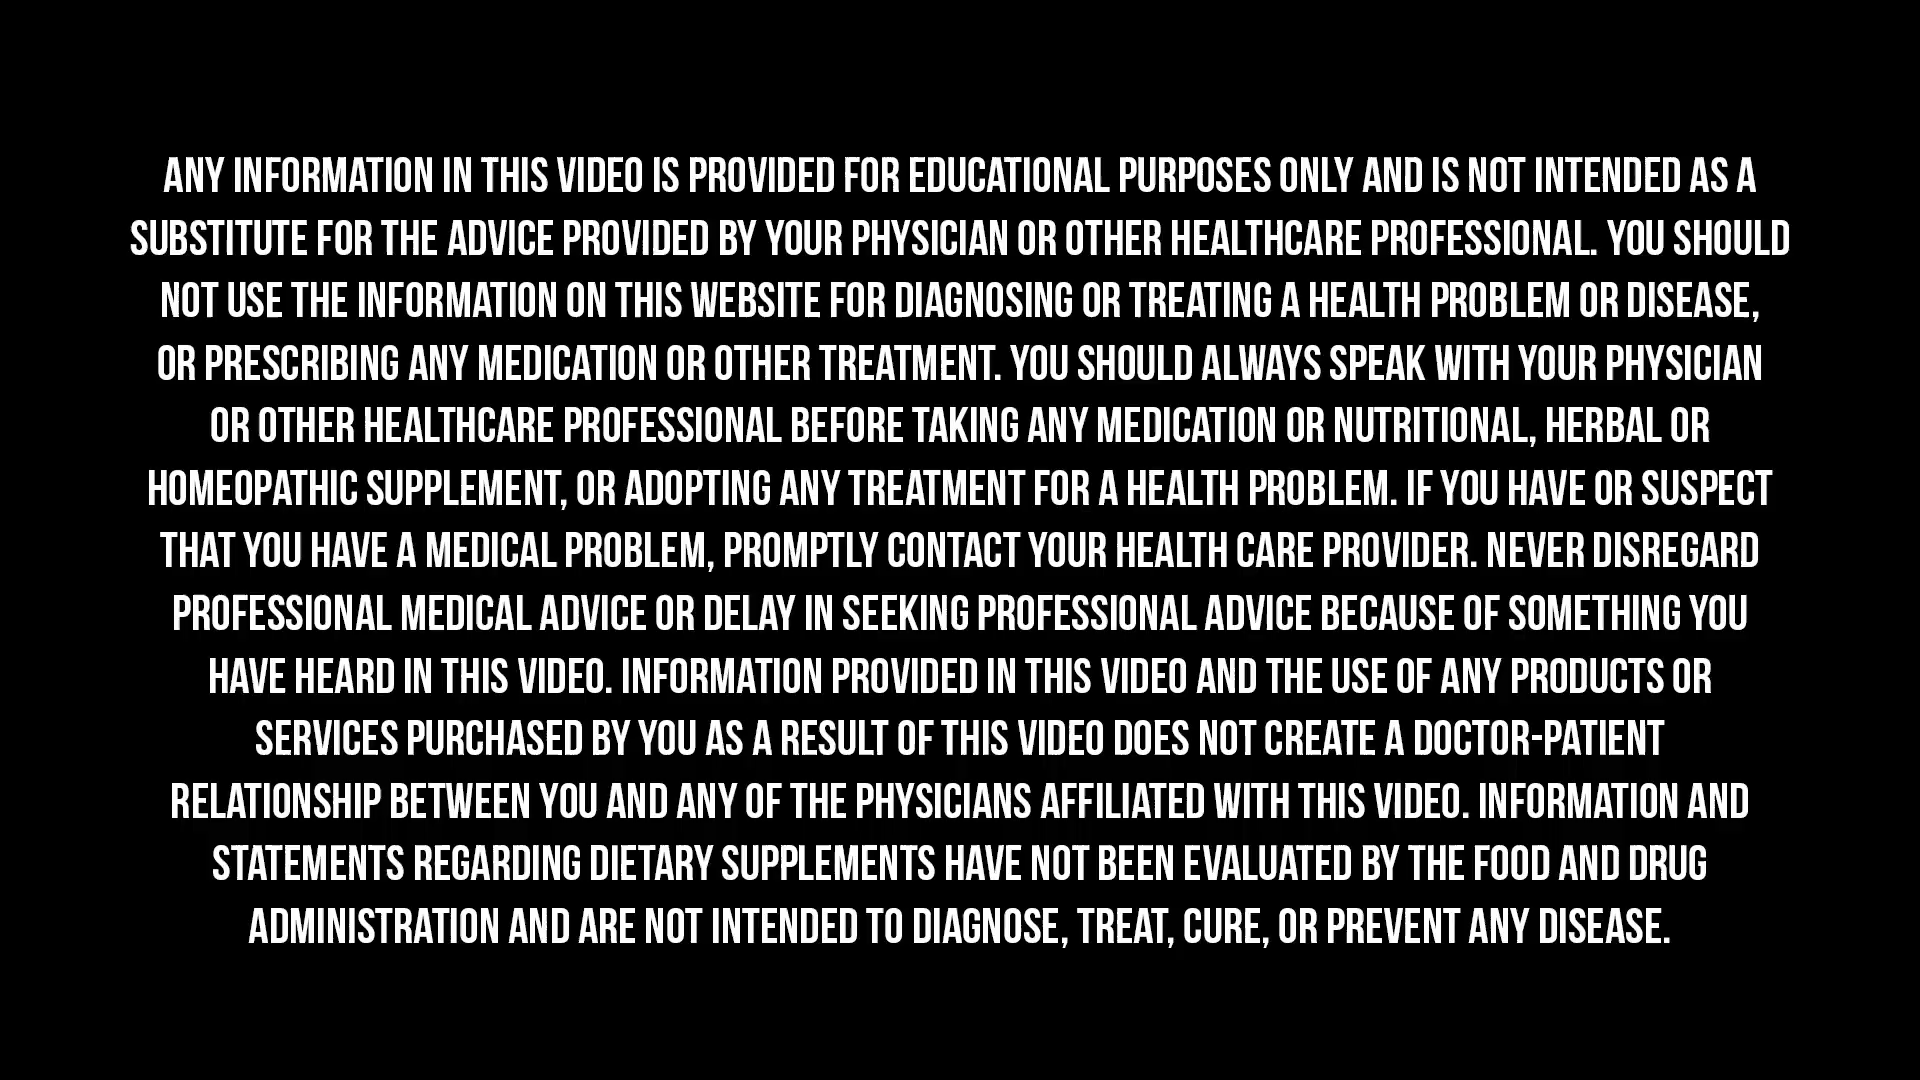 ANY INFORMATION IN THIS VIDEO IS PROVIDED FOR EDUCATIONAL PURPOSES ONLY AND IS NOT INTENDED AS A
SUBSTITUTE FOR THE ADVICE PROVIDED BY YOUR PHYSICIAN OR OTHER HEALTHCARE PROFESSIONAL. YOU SHOULD
NOT USE THE INFORMATION ON THIS WEBSITE FOR DIAGNOSING OR TREATING A HEALTH PROBLEM OR DISEASE,
OR PRESCRIBING ANY MEDICATION OR OTHER TREATMENT. YOU SHOULD ALWAYS SPEAK WITH YOUR PHYSICIAN
OR OTHER HEALTHCARE PROFESSIONAL BEFORE TAKING ANY MEDICATION OR NUTRITIONAL, HERBAL OR
HOMEOPATHIC SUPPLEMENT, OR ADOPTING ANY TREATMENT FOR A HEALTH PROBLEM. IF YOU HAVE OR SUSPECT
THAT YOU HAVE A MEDICAL PROBLEM, PROMPTLY CONTACT YOUR HEALTH CARE PROVIDER. NEVER DISREGARD
PROFESSIONAL MEDICAL ADVICE OR DELAY IN SEEKING PROFESSIONAL ADVICE BECAUSE OF SOMETHING YOU
HAVE HEARD IN THIS VIDEO. INFORMATION PROVIDED IN THIS VIDEO AND THE USE OF ANY PRODUCTS OR
SERVICES PURCHASED BY YOU AS A RESULT OF THIS VIDEO DOES NOT CREATE A DOCTOR-PATIENT
RELATIONSHIP BETWEEN YOU AND ANY OF THE PHYSICIANS AFFILIATED WITH THIS VIDEO. INFORMATION AND
STATEMENTS REGARDING DIETARY SUPPLEMENTS HAVE NOT BEEN EVALUATED BY THE FOOD AND DRUG
ADMINISTRATION AND ARE NOT INTENDED TO DIAGNOSE, TREAT, CURE, OR PREVENT ANY DISEASE.